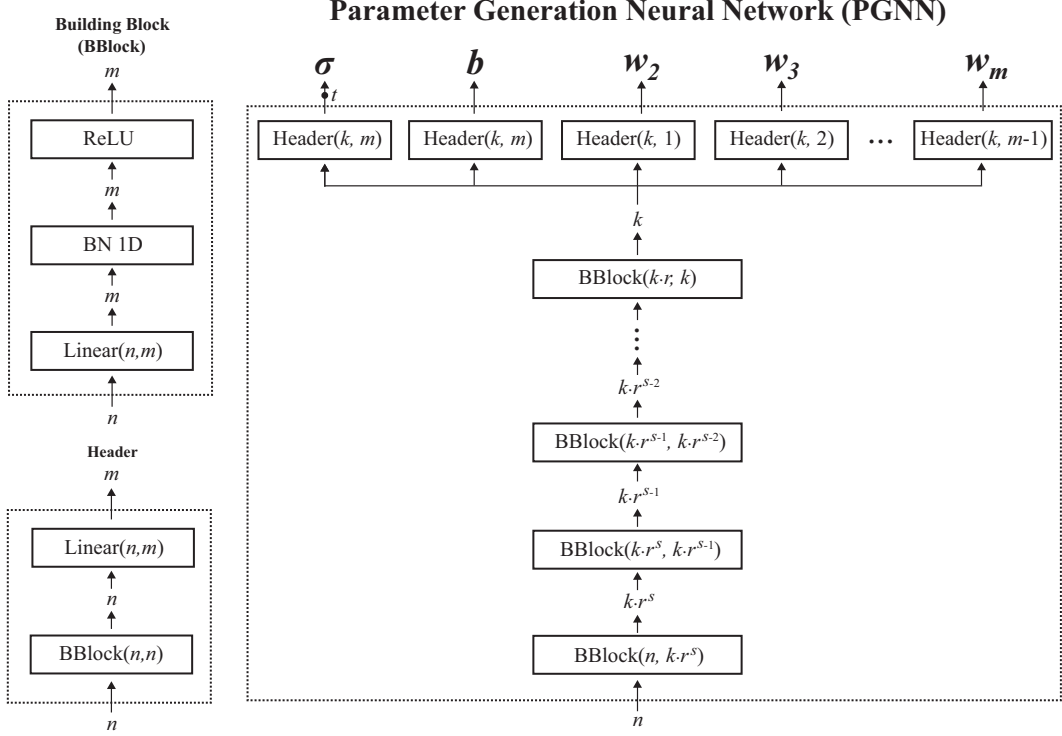 Parameter Generation Neural Network (PGNN)
Building Block
(BBlock)
m
ReLU
m
BN 1D
m
Linear(n,m)
n
Header
m
Linear(n,m)
n
BBlock(n,n)
n
σ b w₂ w₃ wₘ
t
Header(k, m) Header(k, m) Header(k, 1) Header(k, 2) ... Header(k, m-1)
k
BBlock(k·r, k)
⋮
k·r^{s-2}
BBlock(k·r^{s-1}, k·r^{s-2})
k·r^{s-1}
BBlock(k·r^{s}, k·r^{s-1})
k·r^{s}
BBlock(n, k·r^{s})
n